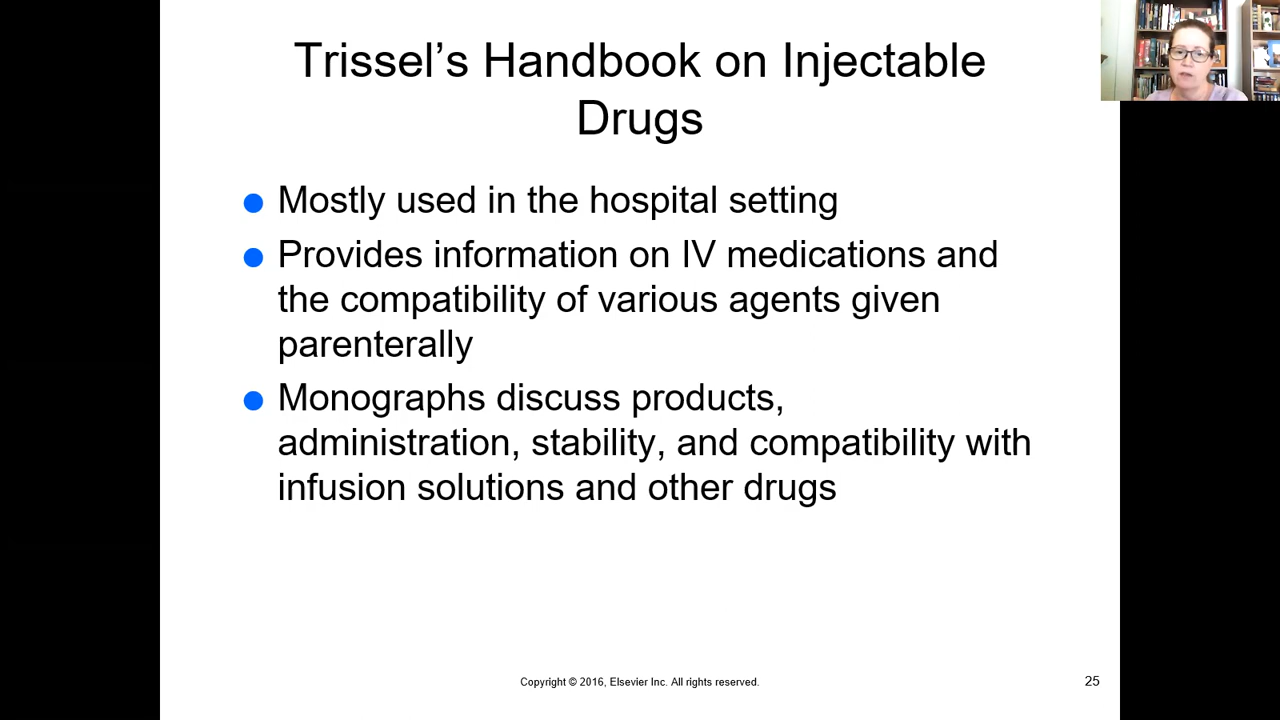 Trissel’s Handbook on Injectable
Drugs
Mostly used in the hospital setting
Provides information on IV medications and
the compatibility of various agents given
parenterally
Monographs discuss products,
administration, stability, and compatibility with
infusion solutions and other drugs
Copyright © 2016, Elsevier Inc. All rights reserved.
25